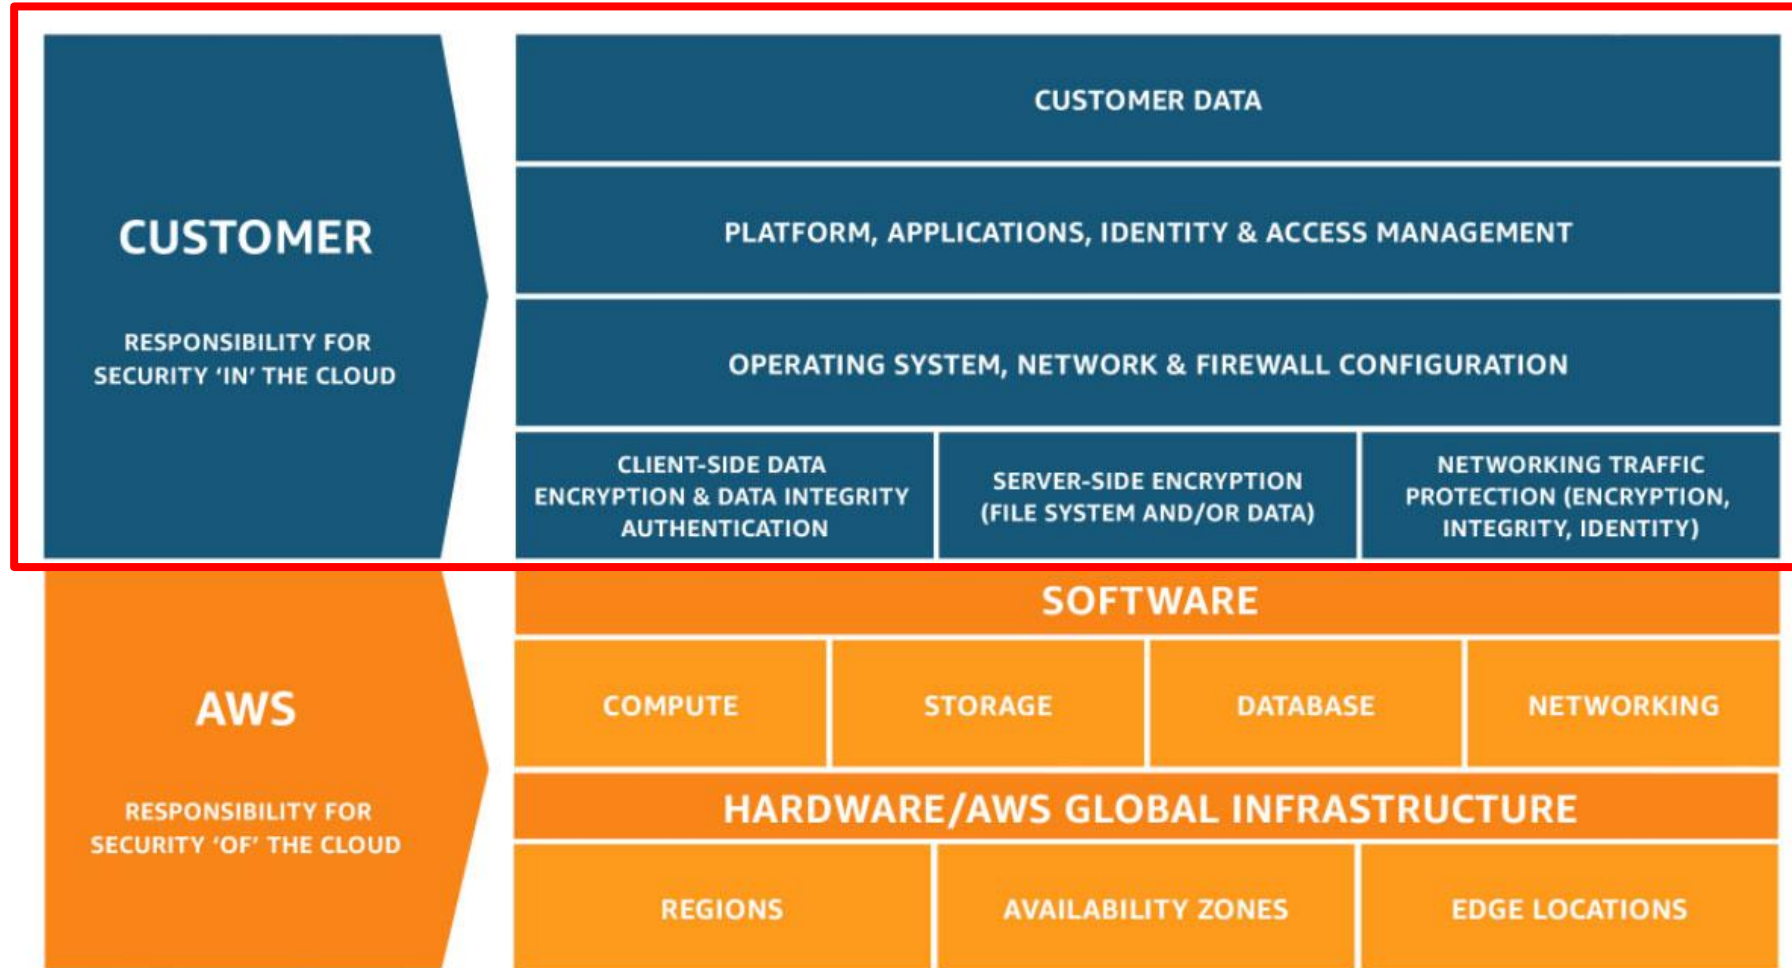 CUSTOMER
RESPONSIBILITY FOR
SECURITY ‘IN’ THE CLOUD
CUSTOMER DATA
PLATFORM, APPLICATIONS, IDENTITY & ACCESS MANAGEMENT
OPERATING SYSTEM, NETWORK & FIREWALL CONFIGURATION
CLIENT-SIDE DATA
ENCRYPTION & DATA INTEGRITY
AUTHENTICATION
SERVER-SIDE ENCRYPTION
(FILE SYSTEM AND/OR DATA)
NETWORKING TRAFFIC
PROTECTION (ENCRYPTION,
INTEGRITY, IDENTITY)
AWS
RESPONSIBILITY FOR
SECURITY ‘OF’ THE CLOUD
SOFTWARE
COMPUTE
STORAGE
DATABASE
NETWORKING
HARDWARE/AWS GLOBAL INFRASTRUCTURE
REGIONS
AVAILABILITY ZONES
EDGE LOCATIONS